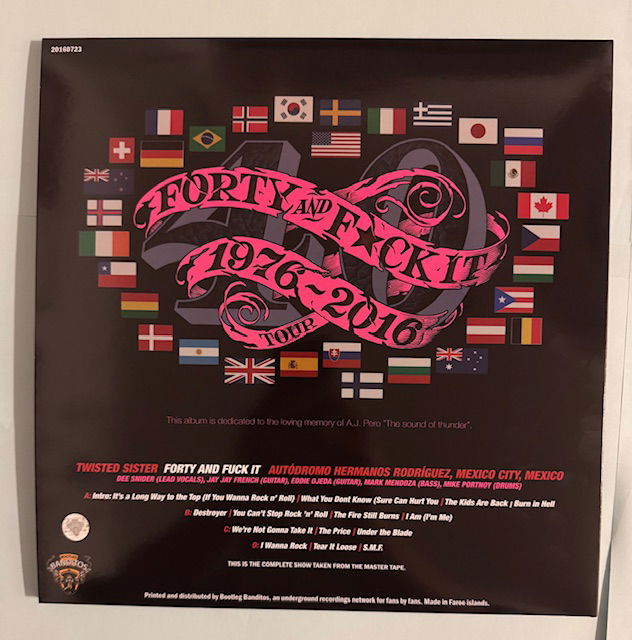 20160723
FORTY AND F★CK IT
1976~2016
TOUR
This album is dedicated to the loving memory of A.J. Pero "The sound of thunder".
TWISTED SISTER FORTY AND FUCK IT AUTÓDROMO HERMANOS RODRÍGUEZ, MEXICO CITY, MEXICO
DEE SNIDER (LEAD VOCALS), JAY JAY FRENCH (GUITAR), EDDIE OJEDA (GUITAR), MARK MENDOZA (BASS), MIKE PORTNOY (DRUMS)
A: Intro: It's a Long Way to the Top (If You Wanna Rock n' Roll) | What You Dont Know (Sure Can Hurt You | The Kids Are Back ; Burn in Hell
B: Destroyer | You Can't Stop Rock 'n' Roll | The Fire Still Burns | I Am (I'm Me)
C: We're Not Gonna Take It | The Price | Under the Blade
D: I Wanna Rock | Tear It Loose | S.M.F.
THIS IS THE COMPLETE SHOW TAKEN FROM THE MASTER TAPE.
BANDITOS
Printed and distributed by Bootleg Banditos, an underground recordings network for fans by fans. Made in Faroe islands.